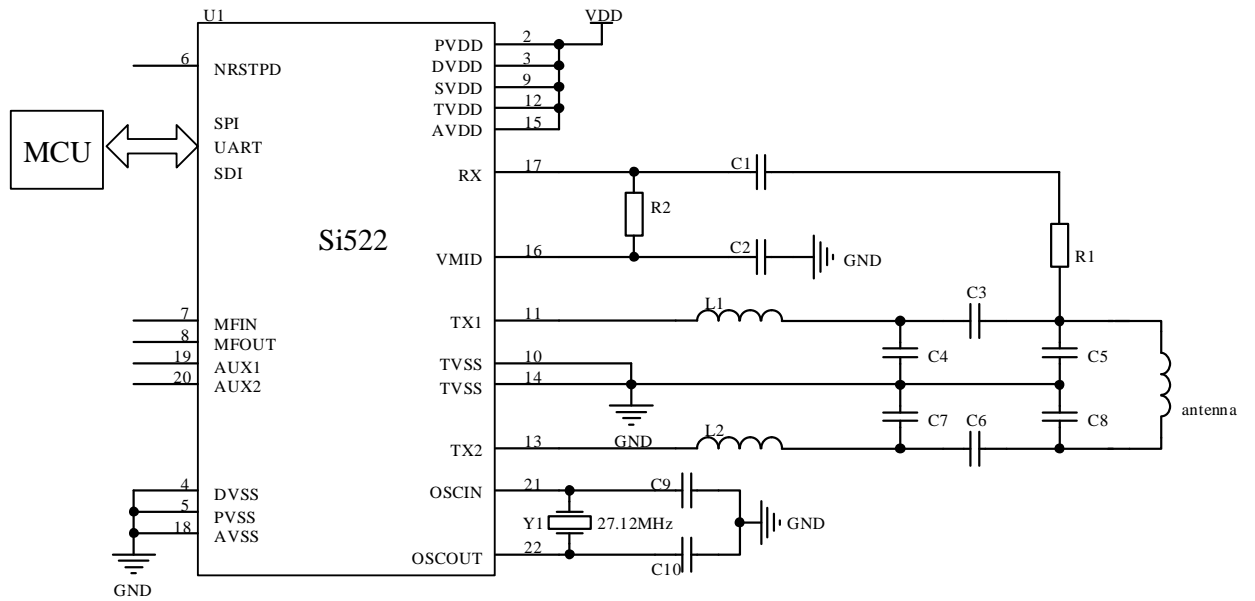 U1
VDD
6
NRSTPD
PVDD
2
DVDD
3
SVDD
9
TVDD
12
AVDD
15
MCU
SPI
UART
SDI
RX
17
C1
R2
Si522
VMID
16
C2
GND
R1
7
MFIN
8
MFOUT
19
AUX1
20
AUX2
TX1
11
L1
C3
TVSS
10
TVSS
14
C4
C5
GND
C7
C6
C8
antenna
TX2
13
L2
4
DVSS
5
PVSS
18
AVSS
GND
OSCIN
21
C9
Y1
27.12MHz
GND
OSCOUT
22
C10